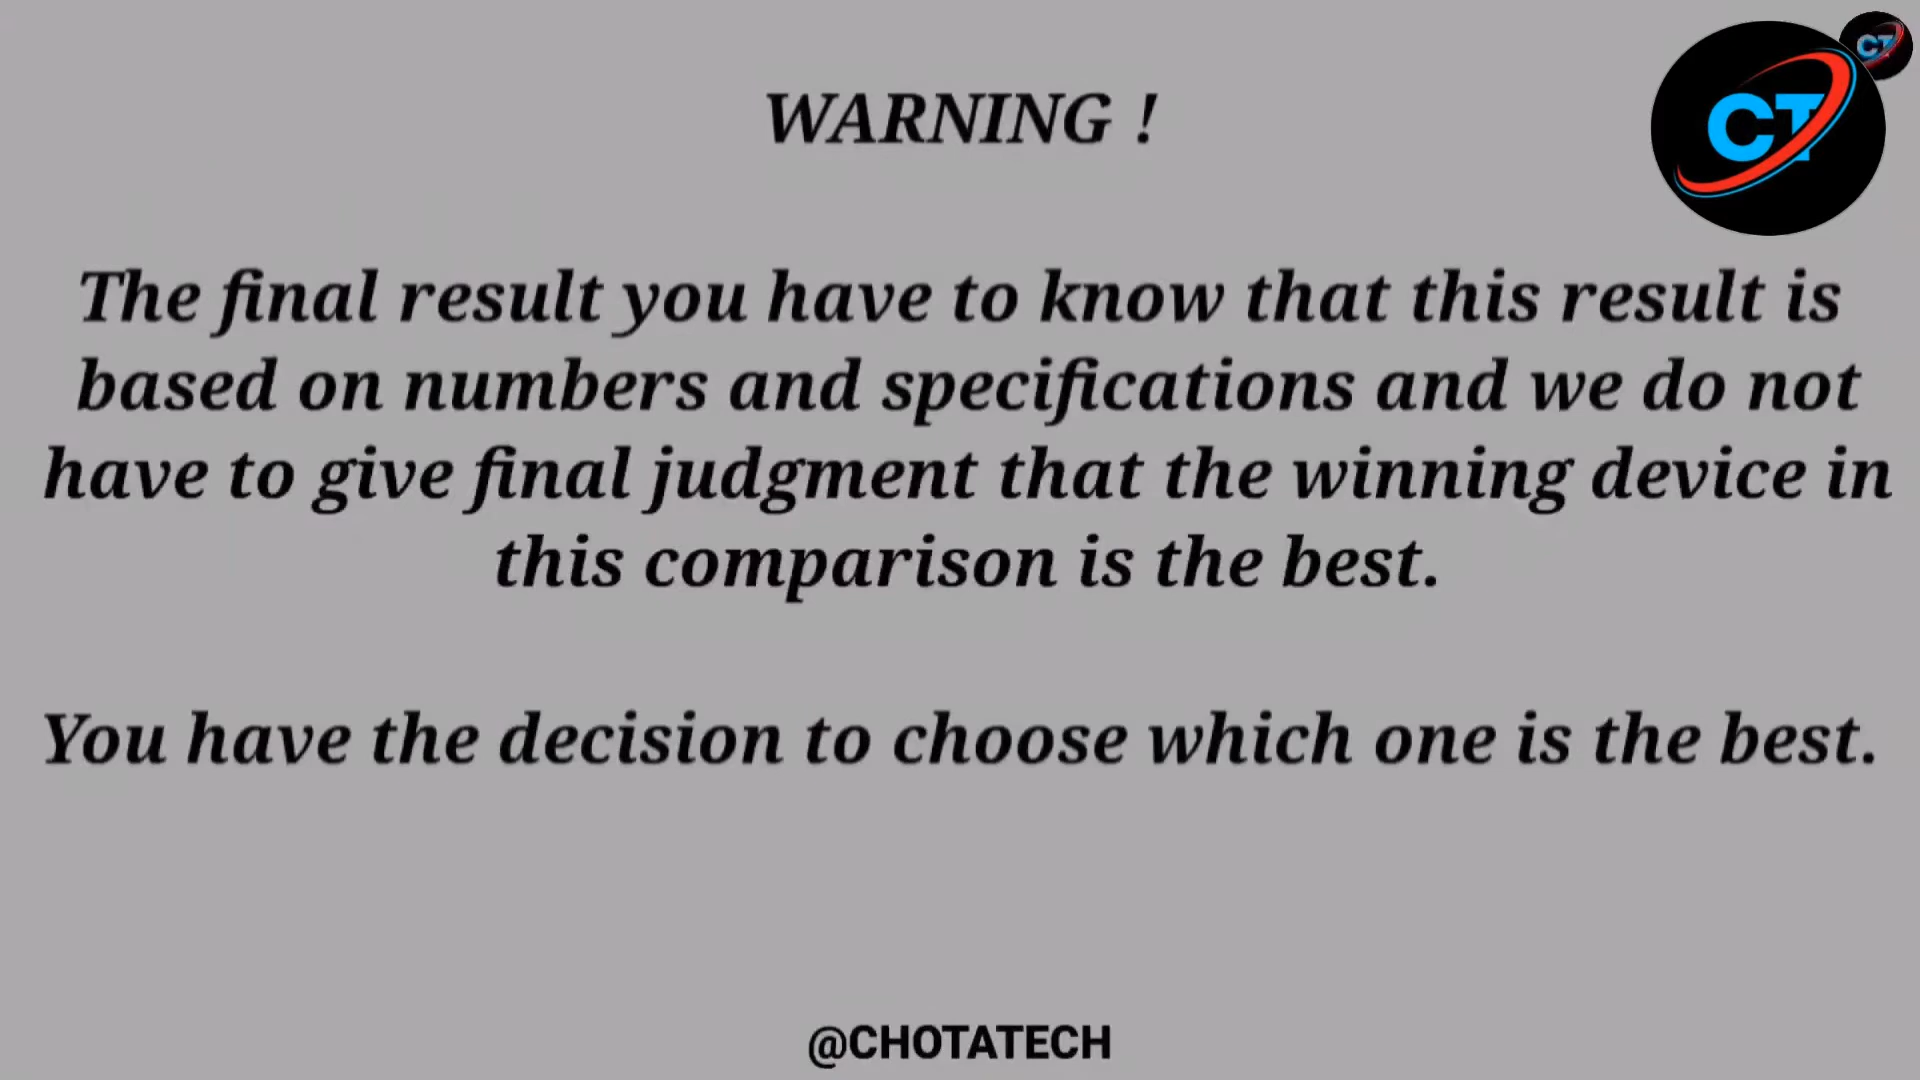 CT
CT
WARNING !
The final result you have to know that this result is
based on numbers and specifications and we do not
have to give final judgment that the winning device in
this comparison is the best.
You have the decision to choose which one is the best.
@CHOTATECH